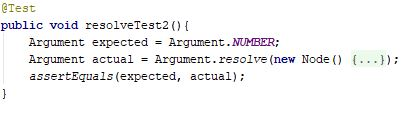 @Test
public void resolveTest2(){
    Argument expected = Argument.NUMBER;
    Argument actual = Argument.resolve(new Node() {...});
    assertEquals(expected, actual);
}